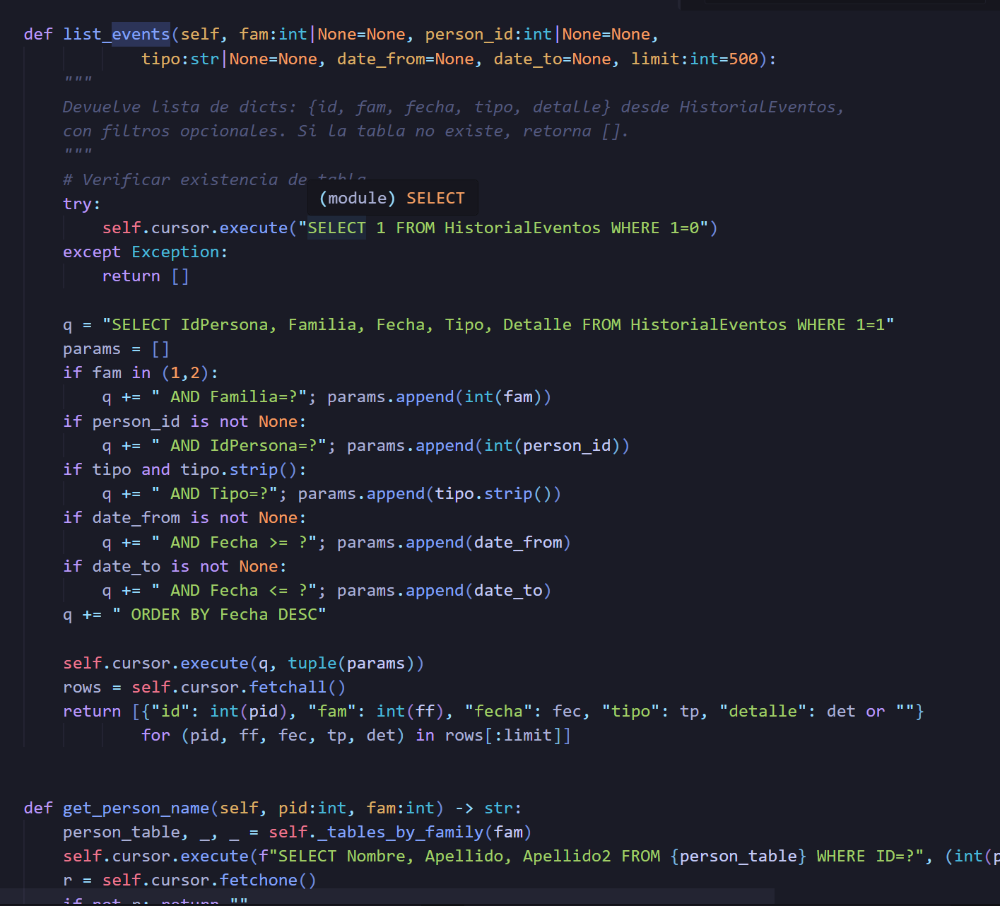 def list_events(self, fam:int|None=None, person_id:int|None=None,
tipo:str|None=None, date_from=None, date_to=None, limit:int=500):
"""
Devuelve lista de dicts: {id, fam, fecha, tipo, detalle} desde HistorialEventos,
con filtros opcionales. Si la tabla no existe, retorna [].
"""
# Verificar existencia de tabla
(module) SELECT
try:
self.cursor.execute("SELECT 1 FROM HistorialEventos WHERE 1=0")
except Exception:
return []
q = "SELECT IdPersona, Familia, Fecha, Tipo, Detalle FROM HistorialEventos WHERE 1=1"
params = []
if fam in (1,2):
q += " AND Familia=?"; params.append(int(fam))
if person_id is not None:
q += " AND IdPersona=?"; params.append(int(person_id))
if tipo and tipo.strip():
q += " AND Tipo=?"; params.append(tipo.strip())
if date_from is not None:
q += " AND Fecha >= ?"; params.append(date_from)
if date_to is not None:
q += " AND Fecha <= ?"; params.append(date_to)
q += " ORDER BY Fecha DESC"
self.cursor.execute(q, tuple(params))
rows = self.cursor.fetchall()
return [{"id": int(pid), "fam": int(ff), "fecha": fec, "tipo": tp, "detalle": det or ""}
for (pid, ff, fec, tp, det) in rows[:limit]]
def get_person_name(self, pid:int, fam:int) -> str:
person_table, _, _ = self._tables_by_family(fam)
self.cursor.execute(f"SELECT Nombre, Apellido, Apellido2 FROM {person_table} WHERE ID=?", (int(p
r = self.cursor.fetchone()
if not r: return ""